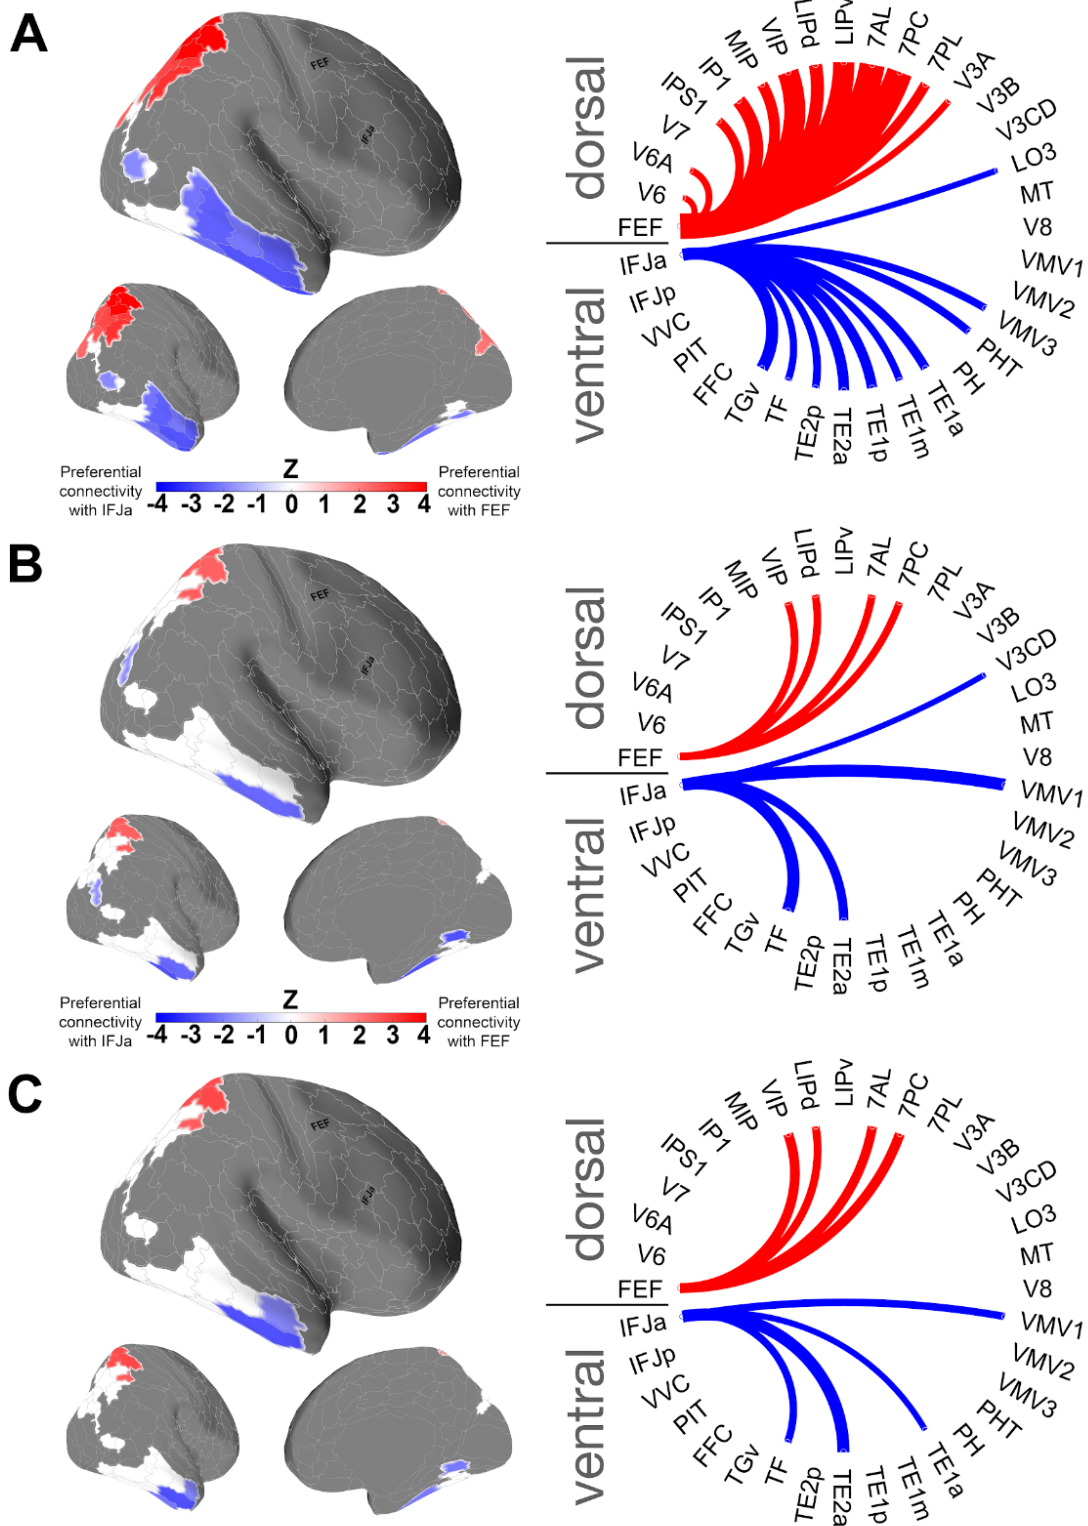 A
FEF
IFJa
Preferential
connectivity
with IFJa
Z
-4 -3 -2 -1 0 1 2 3 4
Preferential
connectivity
with FEF
dorsal
ventral
FEF
V6
V6A
V7
IPS1
IP1
MIP
VIP
LIPd
LIPv
7AL
7PC
7PL
V3A
V3B
V3CD
LO3
MT
V8
VMV1
VMV2
VMV3
PHT
PH
TE1a
TE1m
TE1p
TE2a
TE2p
TF
TGv
FFC
PIT
VVC
IFJp
IFJa
B
FEF
IFJa
Preferential
connectivity
with IFJa
Z
-4 -3 -2 -1 0 1 2 3 4
Preferential
connectivity
with FEF
dorsal
ventral
FEF
V6
V6A
V7
IPS1
IP1
MIP
VIP
LIPd
LIPv
7AL
7PC
7PL
V3A
V3B
V3CD
LO3
MT
V8
VMV1
VMV2
VMV3
PHT
PH
TE1a
TE1m
TE1p
TE2a
TE2p
TF
TGv
FFC
PIT
VVC
IFJp
IFJa
C
FEF
IFJa
dorsal
ventral
FEF
V6
V6A
V7
IPS1
IP1
MIP
VIP
LIPd
LIPv
7AL
7PC
7PL
V3A
V3B
V3CD
LO3
MT
V8
VMV1
VMV2
VMV3
PHT
PH
TE1a
TE1m
TE1p
TE2a
TE2p
TF
TGv
FFC
PIT
VVC
IFJp
IFJa